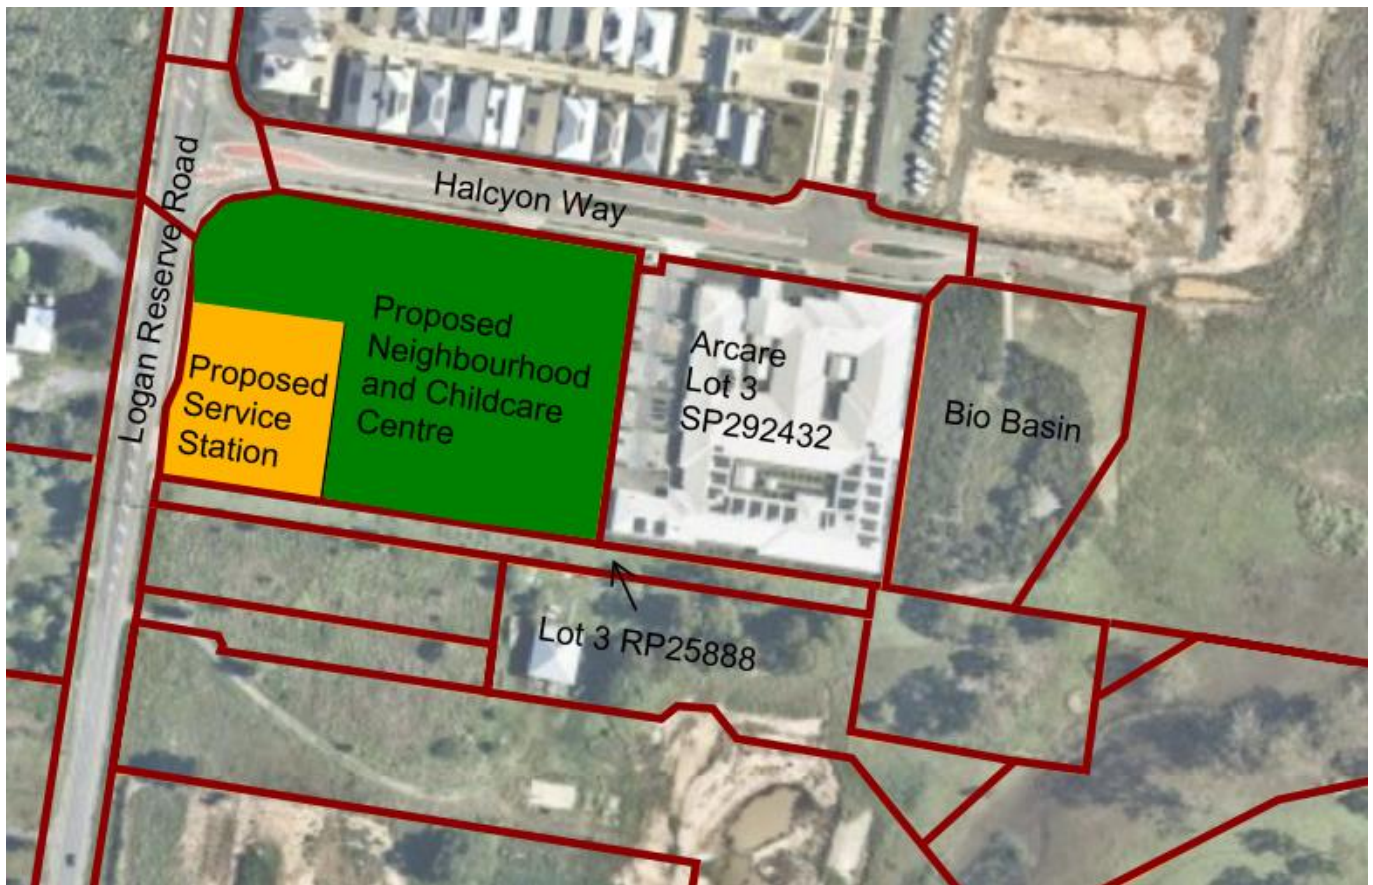 Halcyon Way
Logan Reserve Road
Proposed
Neighbourhood
and Childcare
Centre
Proposed
Service
Station
Arcare
Lot 3
SP292432
Bio Basin
Lot 3 RP25888